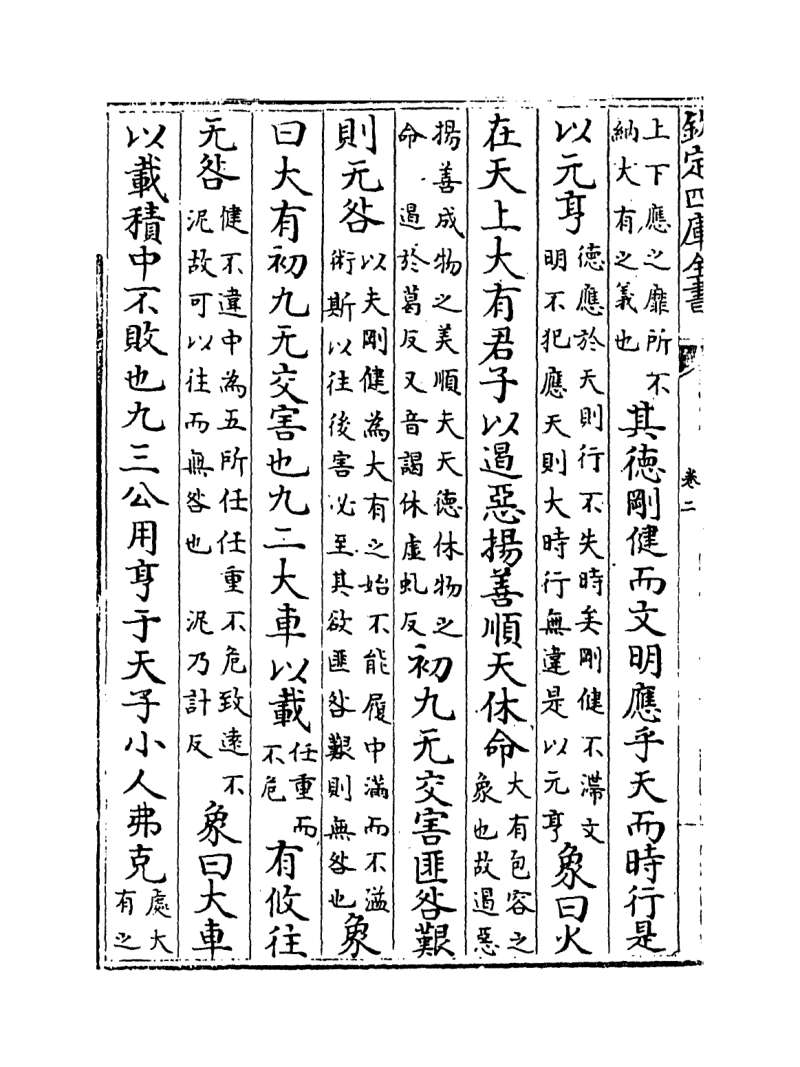 欽定四庫全書 卷二
上下應之靡所不納大有之義也其德剛健而文明應乎天而時行是
以元亨德應於天則行不失時矣剛健不滯文明不犯應天則大時行無違是以元亨象曰火
在天上大有君子以遏惡揚善順天休命大有包容之象也故遏惡
揚善成物之美順夫天德休物之命 遏於葛反又音謁休虛虬反初九无交害匪咎艱
則无咎以夫剛健為大有之始不能履中滿而不溢術斯以往後害必至其欲匪咎艱則無咎也象
曰大有初九无交害也九二大車以載任重而不危有攸往
无咎健不違中為五所任任重不危致遠不泥故可以往而無咎也 泥乃計反象曰大車
以載積中不敗也九三公用亨于天子小人弗克處大有之